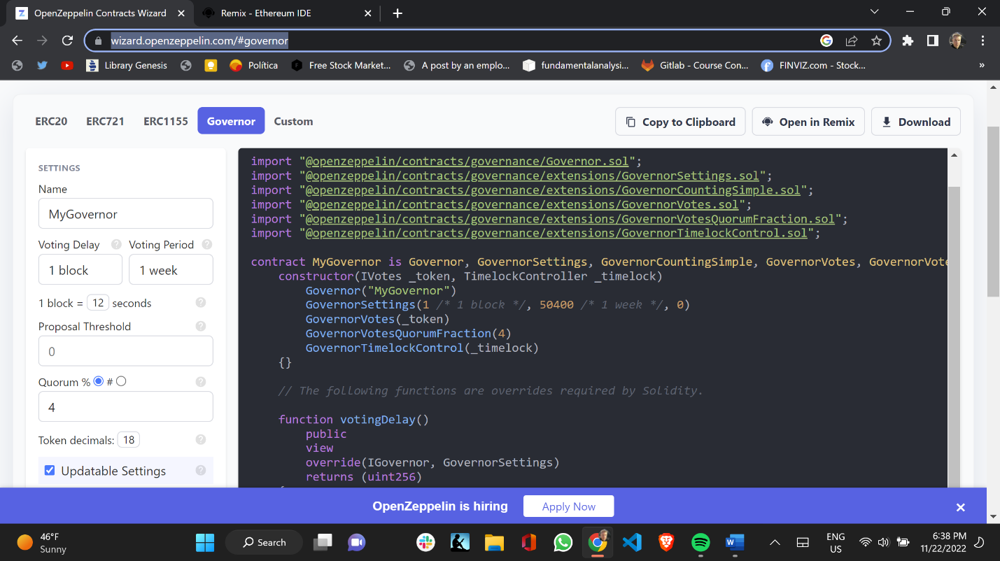 OpenZeppelin Contracts Wizard
Remix - Ethereum IDE
wizard.openzeppelin.com/#governor
Library Genesis
Política
Free Stock Market...
A post by an emplo...
fundamentalanalysi...
Gitlab - Course Con...
FINVIZ.com - Stock...
»
ERC20 ERC721 ERC1155 Governor Custom
Copy to Clipboard
Open in Remix
Download
SETTINGS
Name
MyGovernor
Voting Delay ? Voting Period ?
1 block 1 week
1 block = 12 seconds ?
Proposal Threshold ?
0
Quorum % # ?
4
Token decimals: 18 ?
Updatable Settings ?
import "@openzeppelin/contracts/governance/Governor.sol";
import "@openzeppelin/contracts/governance/extensions/GovernorSettings.sol";
import "@openzeppelin/contracts/governance/extensions/GovernorCountingSimple.sol";
import "@openzeppelin/contracts/governance/extensions/GovernorVotes.sol";
import "@openzeppelin/contracts/governance/extensions/GovernorVotesQuorumFraction.sol";
import "@openzeppelin/contracts/governance/extensions/GovernorTimelockControl.sol";
contract MyGovernor is Governor, GovernorSettings, GovernorCountingSimple, GovernorVotes, GovernorVote
constructor(IVotes _token, TimelockController _timelock)
Governor("MyGovernor")
GovernorSettings(1 /* 1 block */, 50400 /* 1 week */, 0)
GovernorVotes(_token)
GovernorVotesQuorumFraction(4)
GovernorTimelockControl(_timelock)
{}
// The following functions are overrides required by Solidity.
function votingDelay()
public
view
override(IGovernor, GovernorSettings)
returns (uint256)
OpenZeppelin is hiring
Apply Now
46°F
Sunny
Search
ENG
US
6:38 PM
11/22/2022